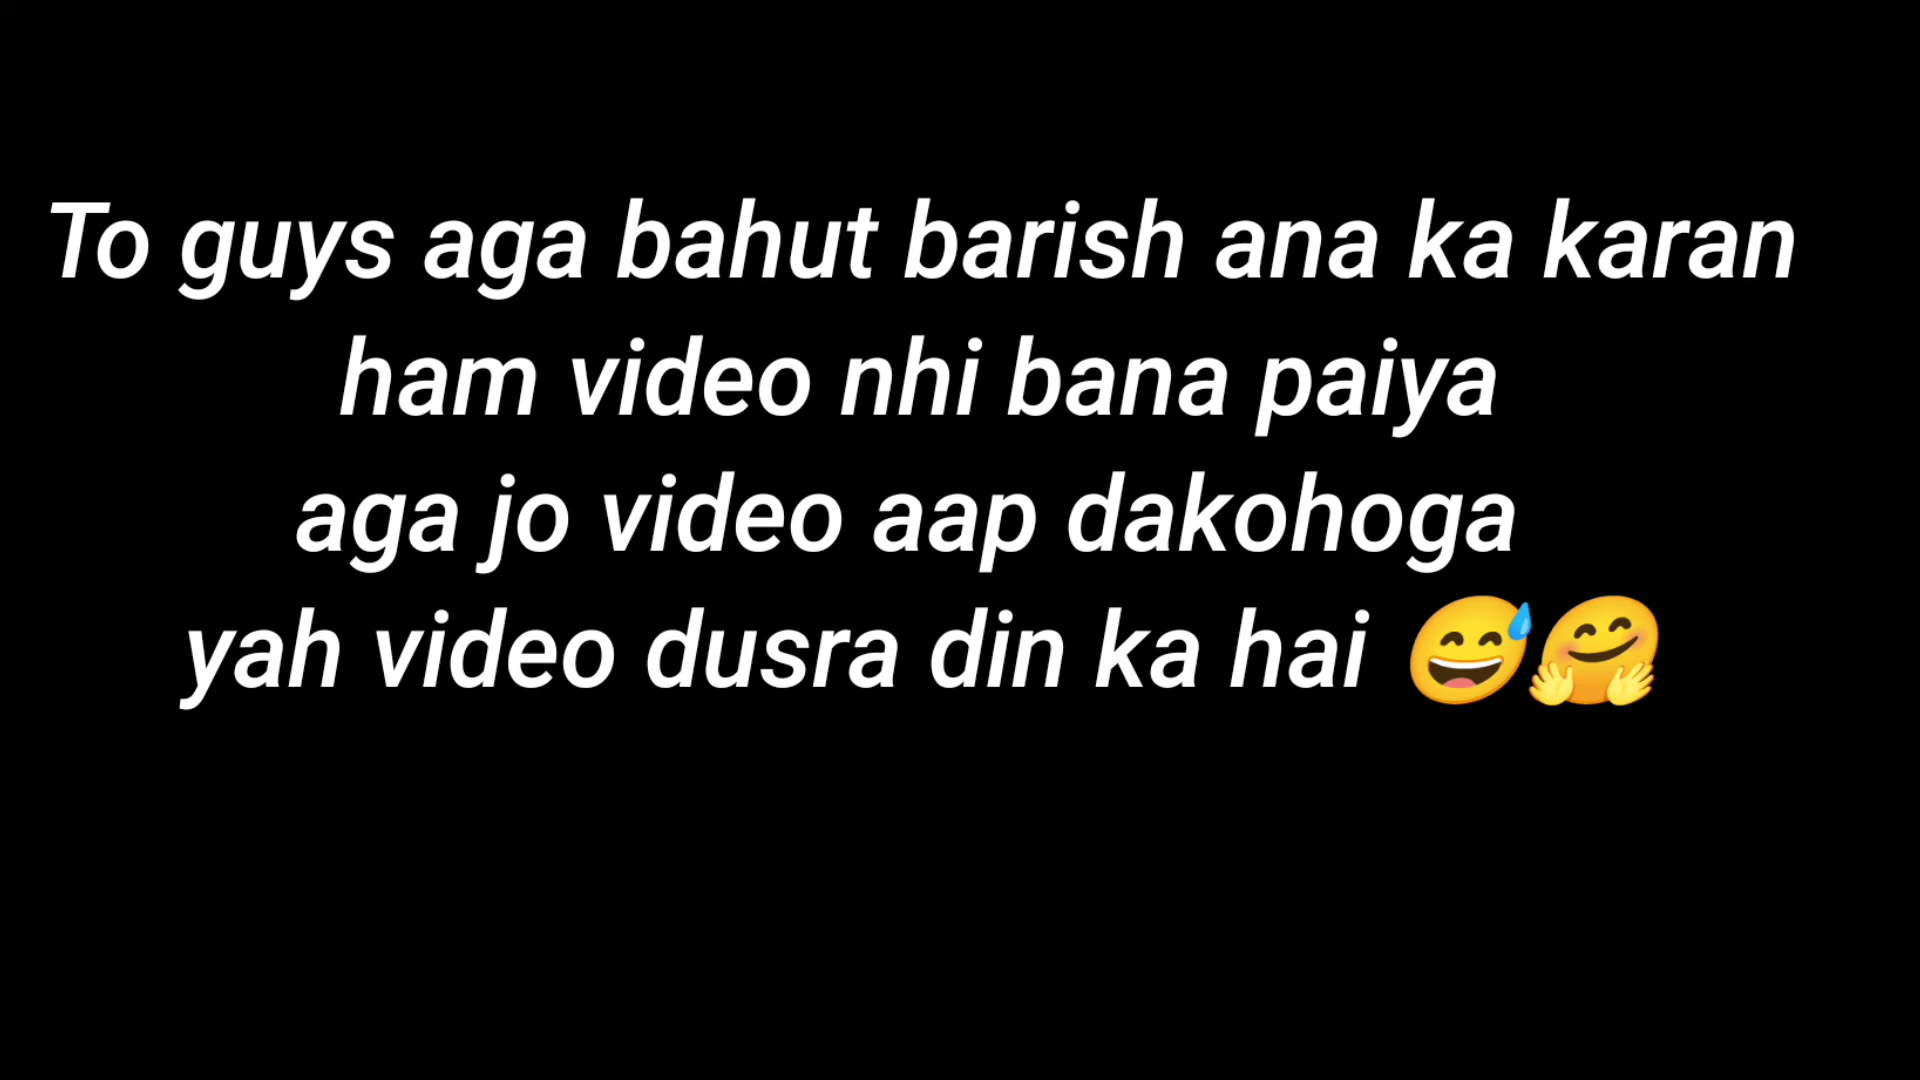 To guys aga bahut barish ana ka karan
ham video nhi bana paiya
aga jo video aap dakohoga
yah video dusra din ka hai 😅🤗